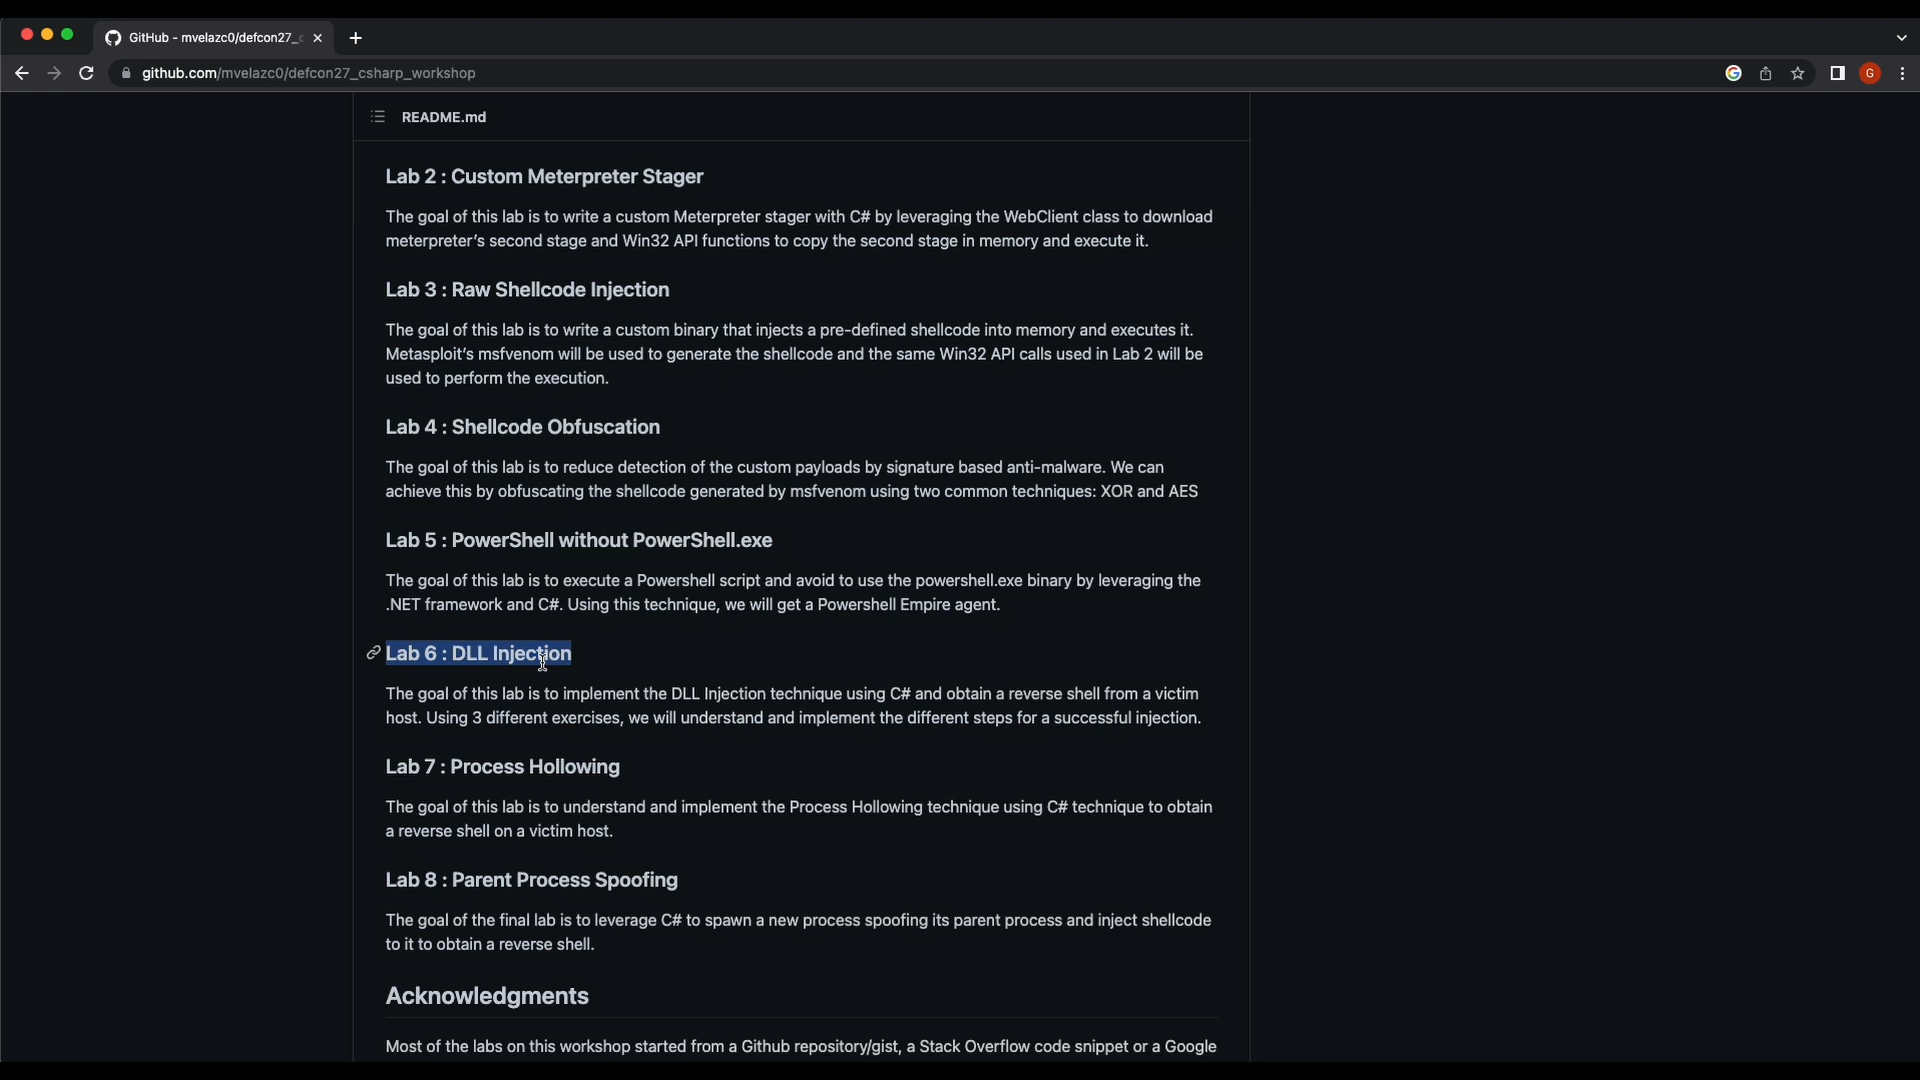 GitHub - mvelazc0/defcon27_c
github.com/mvelazc0/defcon27_csharp_workshop
G
README.md
Lab 2 : Custom Meterpreter Stager
The goal of this lab is to write a custom Meterpreter stager with C# by leveraging the WebClient class to download
meterpreter's second stage and Win32 API functions to copy the second stage in memory and execute it.
Lab 3 : Raw Shellcode Injection
The goal of this lab is to write a custom binary that injects a pre-defined shellcode into memory and executes it.
Metasploit's msfvenom will be used to generate the shellcode and the same Win32 API calls used in Lab 2 will be
used to perform the execution.
Lab 4 : Shellcode Obfuscation
The goal of this lab is to reduce detection of the custom payloads by signature based anti-malware. We can
achieve this by obfuscating the shellcode generated by msfvenom using two common techniques: XOR and AES
Lab 5 : PowerShell without PowerShell.exe
The goal of this lab is to execute a Powershell script and avoid to use the powershell.exe binary by leveraging the
.NET framework and C#. Using this technique, we will get a Powershell Empire agent.
Lab 6 : DLL Injection
The goal of this lab is to implement the DLL Injection technique using C# and obtain a reverse shell from a victim
host. Using 3 different exercises, we will understand and implement the different steps for a successful injection.
Lab 7 : Process Hollowing
The goal of this lab is to understand and implement the Process Hollowing technique using C# technique to obtain
a reverse shell on a victim host.
Lab 8 : Parent Process Spoofing
The goal of the final lab is to leverage C# to spawn a new process spoofing its parent process and inject shellcode
to it to obtain a reverse shell.
Acknowledgments
Most of the labs on this workshop started from a Github repository/gist, a Stack Overflow code snippet or a Google